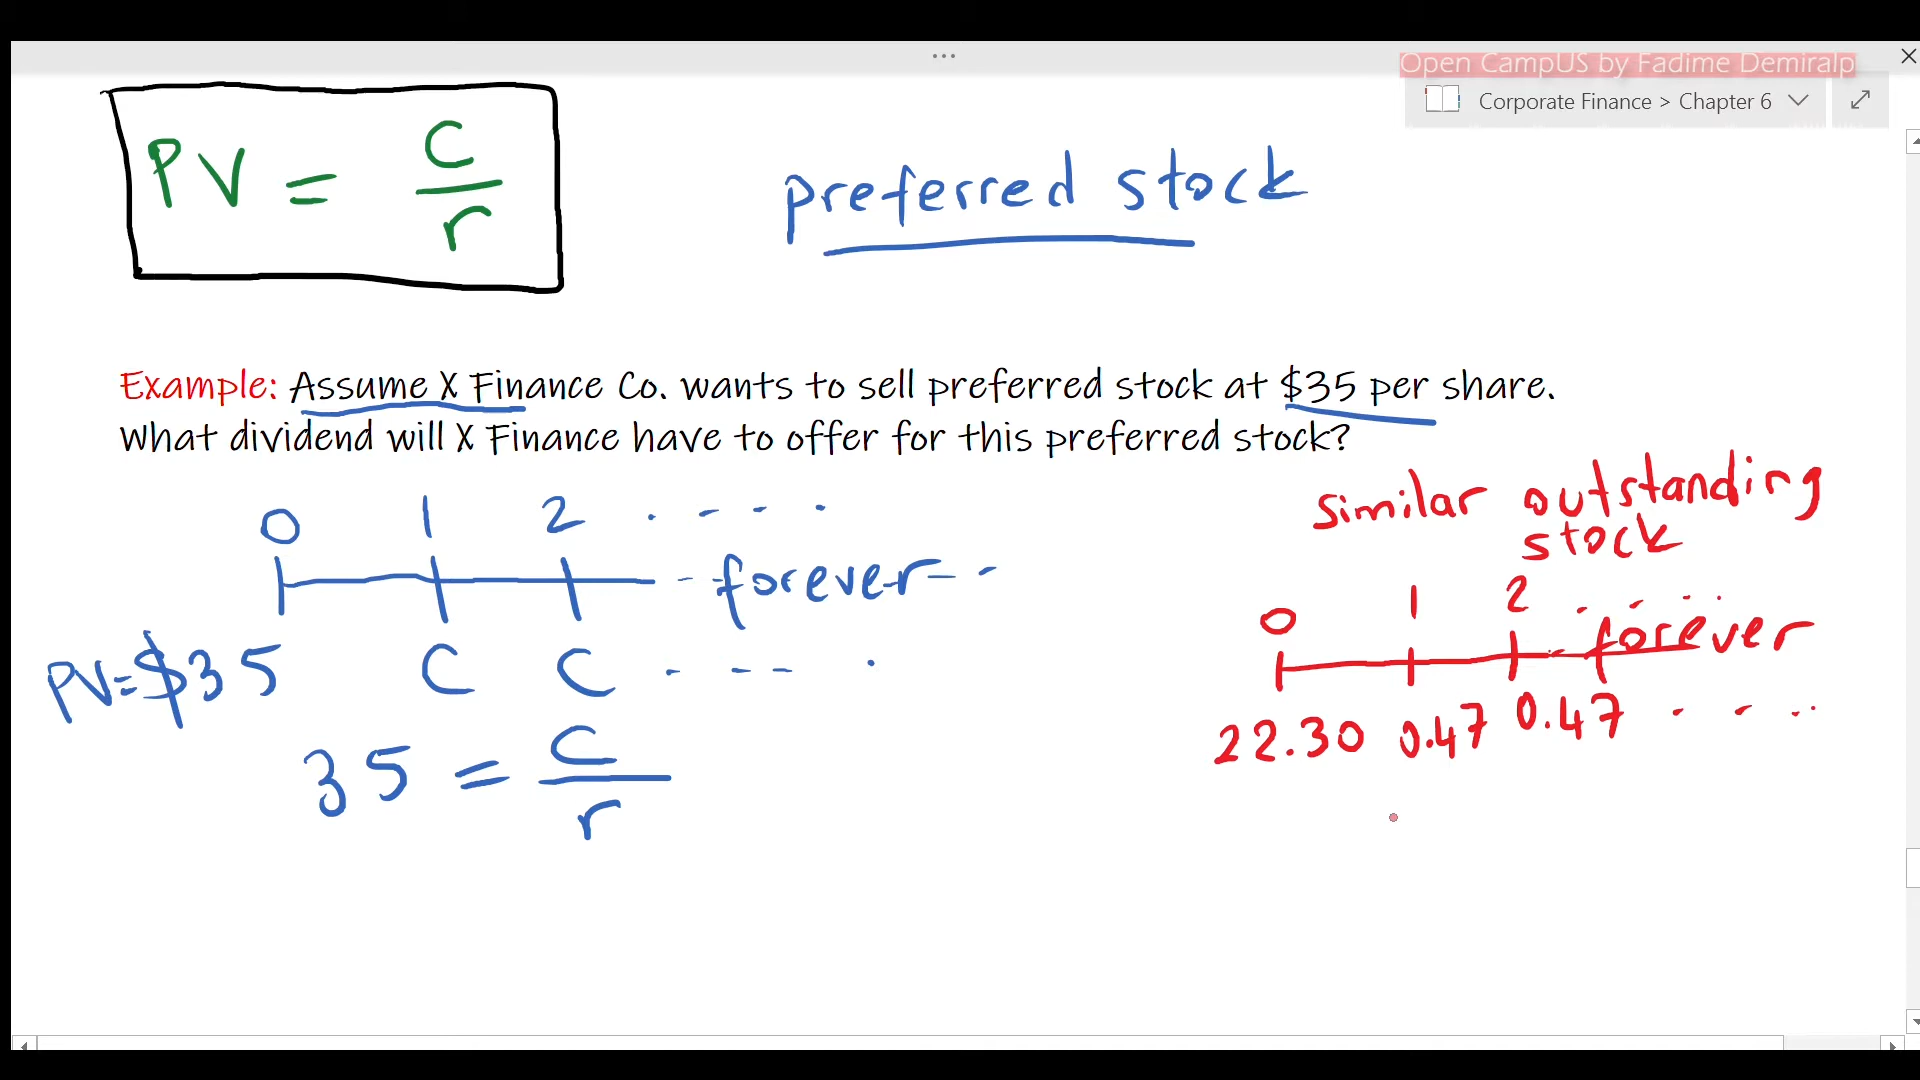 Open CampUS by Fadime Demiralp
Corporate Finance > Chapter 6
PV = C/r
preferred stock
Example: Assume X Finance Co. wants to sell preferred stock at $35 per share.
What dividend will X Finance have to offer for this preferred stock?
similar outstanding
stock
0 1 2 . - - .
- forever - -
PV=$35 C C - -- .
35 = C/r
0 1 2 . . . .
forever
22.30 0.47 0.47 . . ..